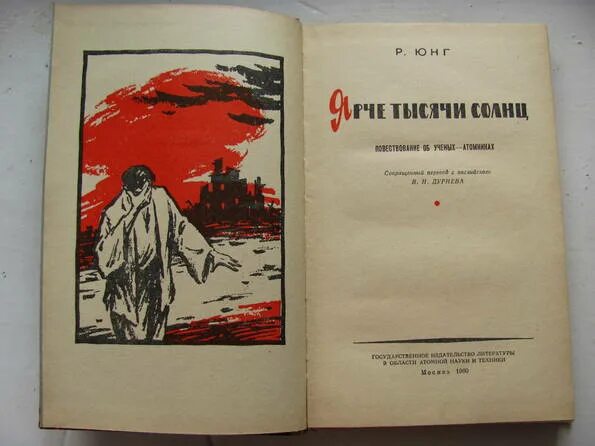 Р. ЮНГ
ЯРЧЕ ТЫСЯЧИ СОЛНЦ
ПОВЕСТВОВАНИЕ ОБ УЧЕНЫХ—АТОМНИКАХ
Сокращенный перевод с английского
В. Н. ДУРНЕВА
ГОСУДАРСТВЕННОЕ ИЗДАТЕЛЬСТВО ЛИТЕРАТУРЫ
В ОБЛАСТИ АТОМНОЙ НАУКИ И ТЕХНИКИ
Москва 1960